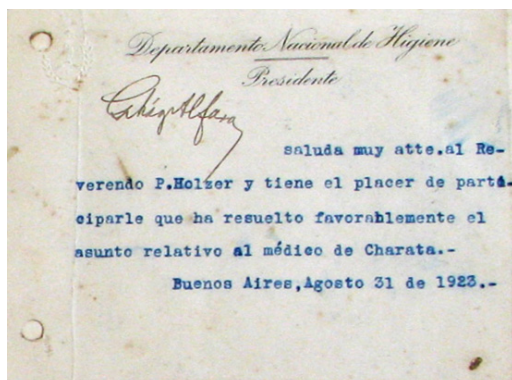 Departamento Nacional de Higiene
Presidente
saluda muy atte.al Re-
verendo P.Holzer y tiene el placer de parti-
ciparle que ha resuelto favorablemente el
asunto relativo al médico de Charata.-
Buenos Aires,Agosto 31 de 1923.-